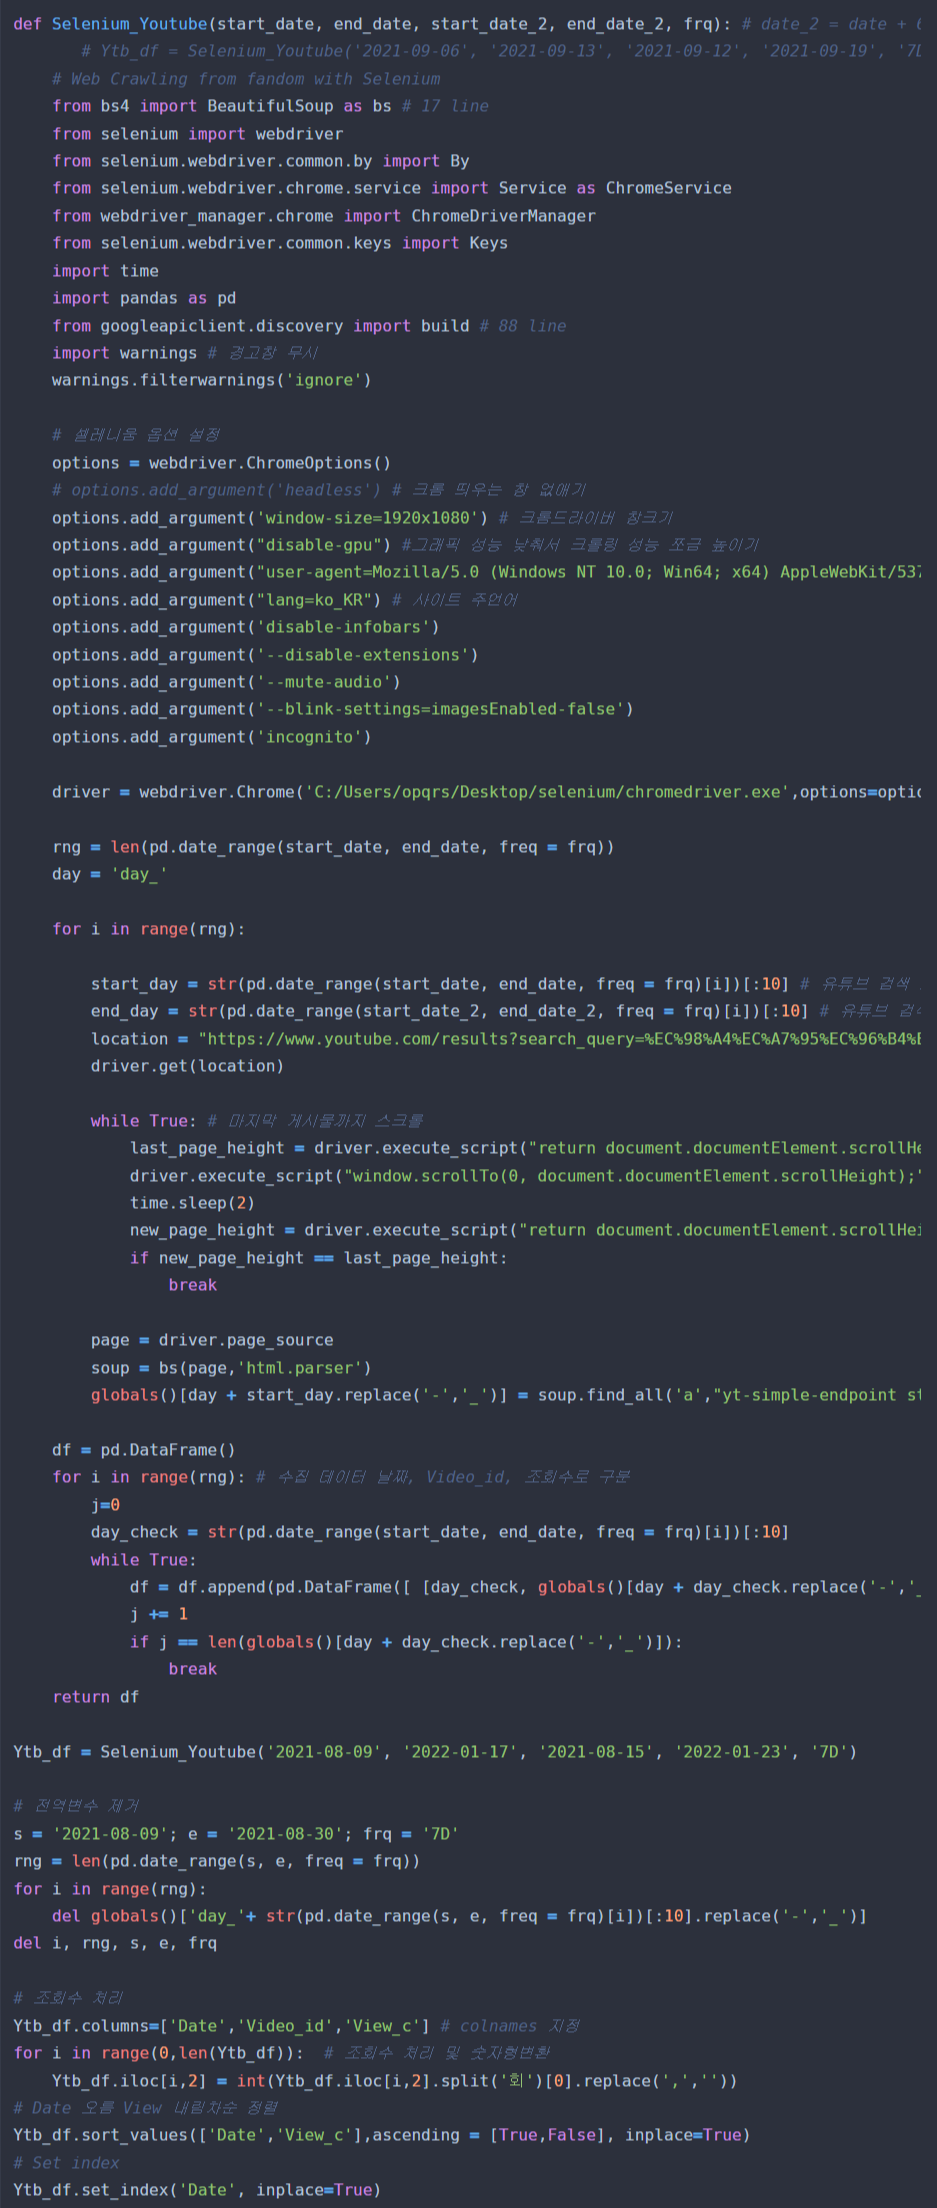 def Selenium_Youtube(start_date, end_date, start_date_2, end_date_2, frq): # date_2 = date + 6
# Ytb_df = Selenium_Youtube('2021-09-06', '2021-09-13', '2021-09-12', '2021-09-19', '7D
# Web Crawling from fandom with Selenium
from bs4 import BeautifulSoup as bs # 17 line
from selenium import webdriver
from selenium.webdriver.common.by import By
from selenium.webdriver.chrome.service import Service as ChromeService
from webdriver_manager.chrome import ChromeDriverManager
from selenium.webdriver.common.keys import Keys
import time
import pandas as pd
from googleapiclient.discovery import build # 88 line
import warnings # 경고창 무시
warnings.filterwarnings('ignore')
# 셀레니움 옵션 설정
options = webdriver.ChromeOptions()
# options.add_argument('headless') # 크롬 띄우는 창 없애기
options.add_argument('window-size=1920x1080') # 크롬드라이버 창크기
options.add_argument("disable-gpu") #그래픽 성능 낮춰서 크롤링 성능 쪼금 높이기
options.add_argument("user-agent=Mozilla/5.0 (Windows NT 10.0; Win64; x64) AppleWebKit/537
options.add_argument("lang=ko_KR") # 사이트 주언어
options.add_argument('disable-infobars')
options.add_argument('--disable-extensions')
options.add_argument('--mute-audio')
options.add_argument('--blink-settings=imagesEnabled-false')
options.add_argument('incognito')
driver = webdriver.Chrome('C:/Users/opqrs/Desktop/selenium/chromedriver.exe',options=optio
rng = len(pd.date_range(start_date, end_date, freq = frq))
day = 'day_'
for i in range(rng):
start_day = str(pd.date_range(start_date, end_date, freq = frq)[i])[:10] # 유튜브 검색
end_day = str(pd.date_range(start_date_2, end_date_2, freq = frq)[i])[:10] # 유튜브 검
location = "https://www.youtube.com/results?search_query=%EC%98%A4%EC%A7%95%EC%96%B4%E
driver.get(location)
while True: # 마지막 게시물까지 스크롤
last_page_height = driver.execute_script("return document.documentElement.scrollHe
driver.execute_script("window.scrollTo(0, document.documentElement.scrollHeight);"
time.sleep(2)
new_page_height = driver.execute_script("return document.documentElement.scrollHei
if new_page_height == last_page_height:
break
page = driver.page_source
soup = bs(page,'html.parser')
globals()[day + start_day.replace('-','_')] = soup.find_all('a',"yt-simple-endpoint st
df = pd.DataFrame()
for i in range(rng): # 수집 데이터 날짜, Video_id, 조회수로 구분
j=0
day_check = str(pd.date_range(start_date, end_date, freq = frq)[i])[:10]
while True:
df = df.append(pd.DataFrame([ [day_check, globals()[day + day_check.replace('-','_
j += 1
if j == len(globals()[day + day_check.replace('-','_')]):
break
return df
Ytb_df = Selenium_Youtube('2021-08-09', '2022-01-17', '2021-08-15', '2022-01-23', '7D')
# 전역변수 제거
s = '2021-08-09'; e = '2021-08-30'; frq = '7D'
rng = len(pd.date_range(s, e, freq = frq))
for i in range(rng):
del globals()['day_'+ str(pd.date_range(s, e, freq = frq)[i])[:10].replace('-','_')]
del i, rng, s, e, frq
# 조회수 처리
Ytb_df.columns=['Date','Video_id','View_c'] # colnames 지정
for i in range(0,len(Ytb_df)): # 조회수 처리 및 숫자형변환
Ytb_df.iloc[i,2] = int(Ytb_df.iloc[i,2].split('회')[0].replace(',',''))
# Date 오름 View 내림차순 정렬
Ytb_df.sort_values(['Date','View_c'],ascending = [True,False], inplace=True)
# Set index
Ytb_df.set_index('Date', inplace=True)